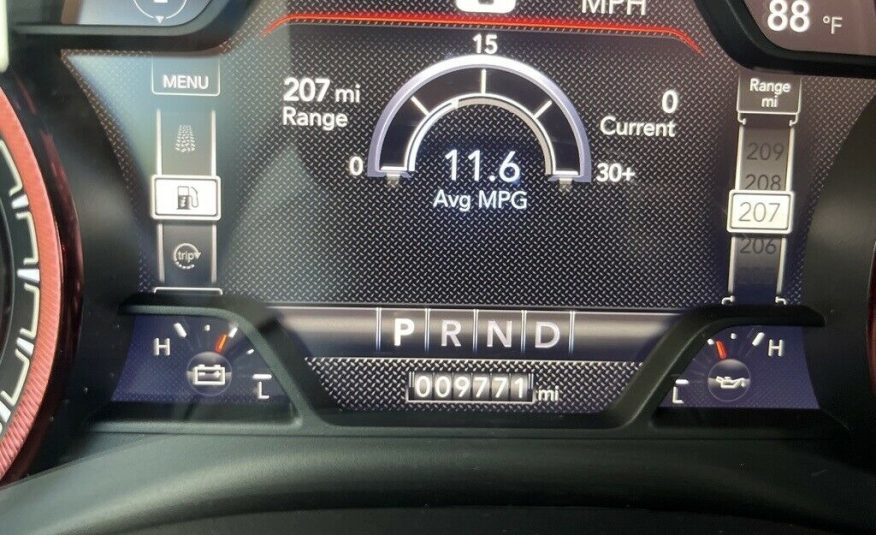 MPH
88 °F
15
MENU
207 mi
Range
0
Current
Range
mi
209
208
207
206
0
11.6
30+
Avg MPG
trip
P R N D
H
L
H
L
009771 mi